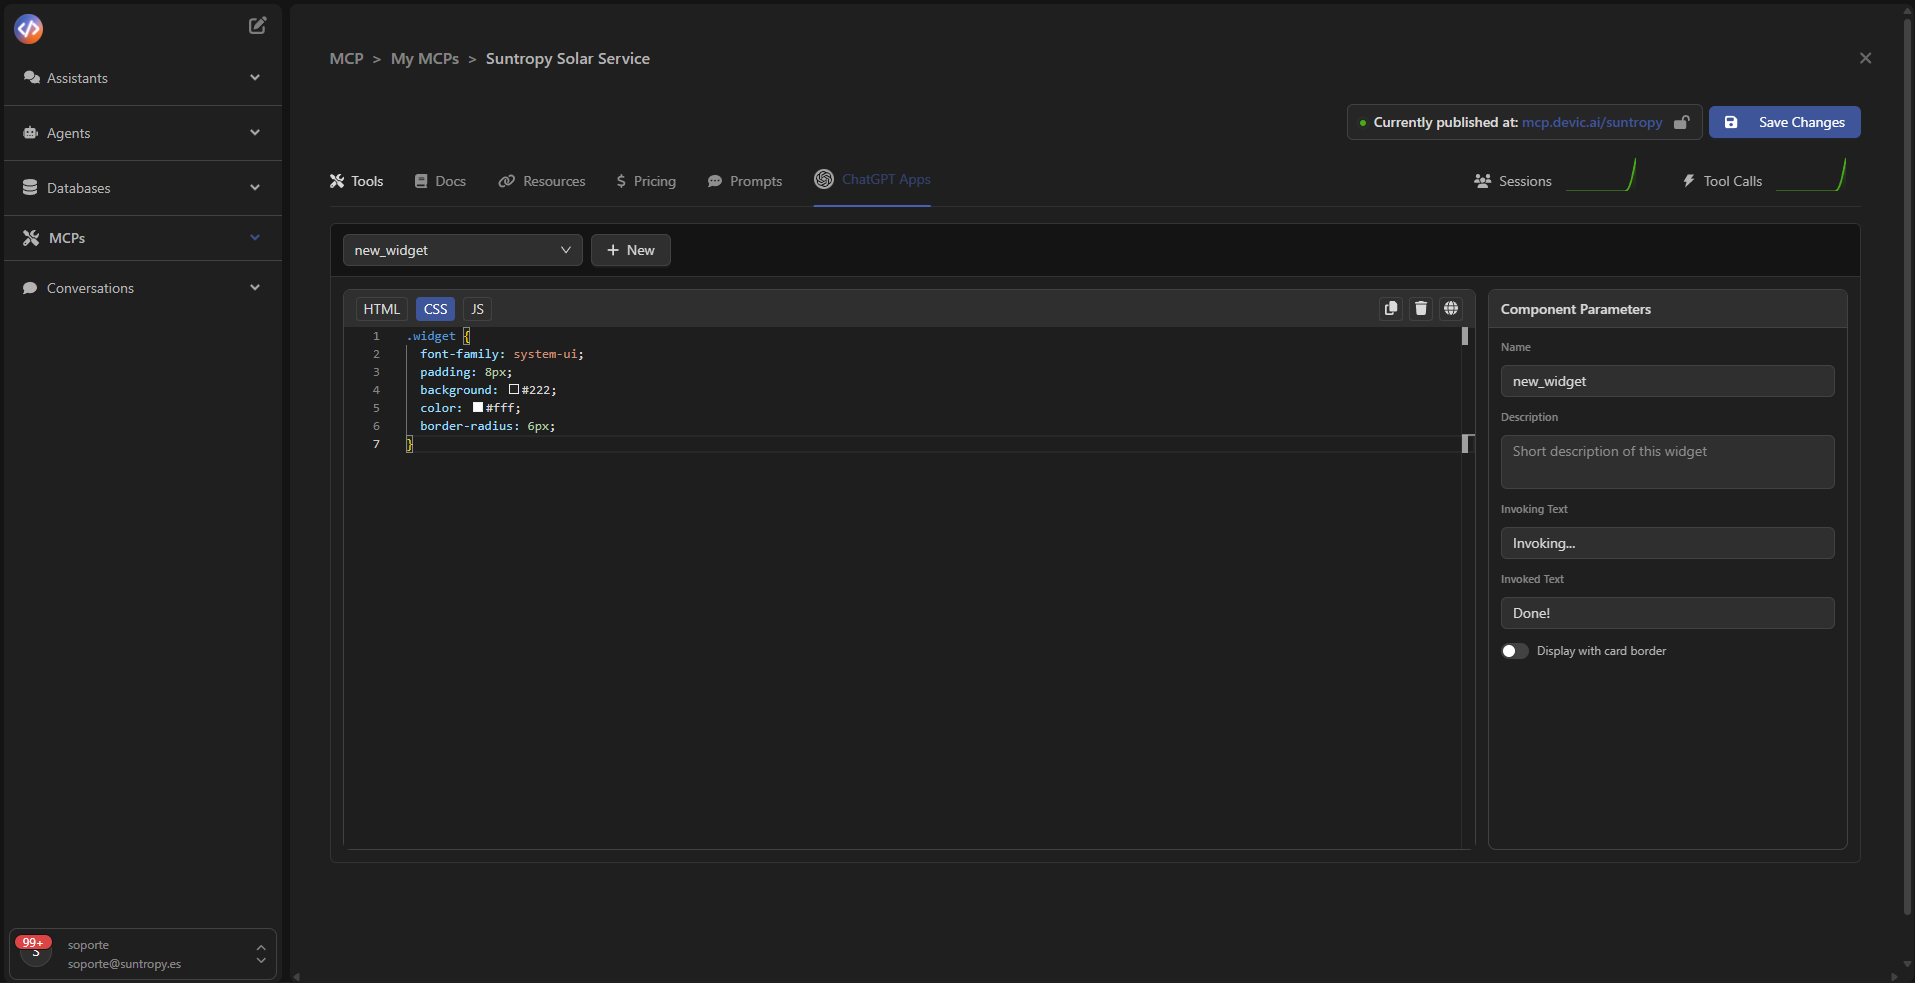 Assistants
Agents
Databases
MCPs
Conversations
99+
S
soporte
soporte@suntropy.es
MCP > My MCPs > Suntropy Solar Service
Currently published at: mcp.devic.ai/suntropy
Save Changes
Tools
Docs
Resources
Pricing
Prompts
ChatGPT Apps
Sessions
Tool Calls
new_widget
+ New
HTML
CSS
JS
1 .widget {
2 font-family: system-ui;
3 padding: 8px;
4 background: #222;
5 color: #fff;
6 border-radius: 6px;
7 }
Component Parameters
Name
new_widget
Description
Short description of this widget
Invoking Text
Invoking...
Invoked Text
Done!
Display with card border